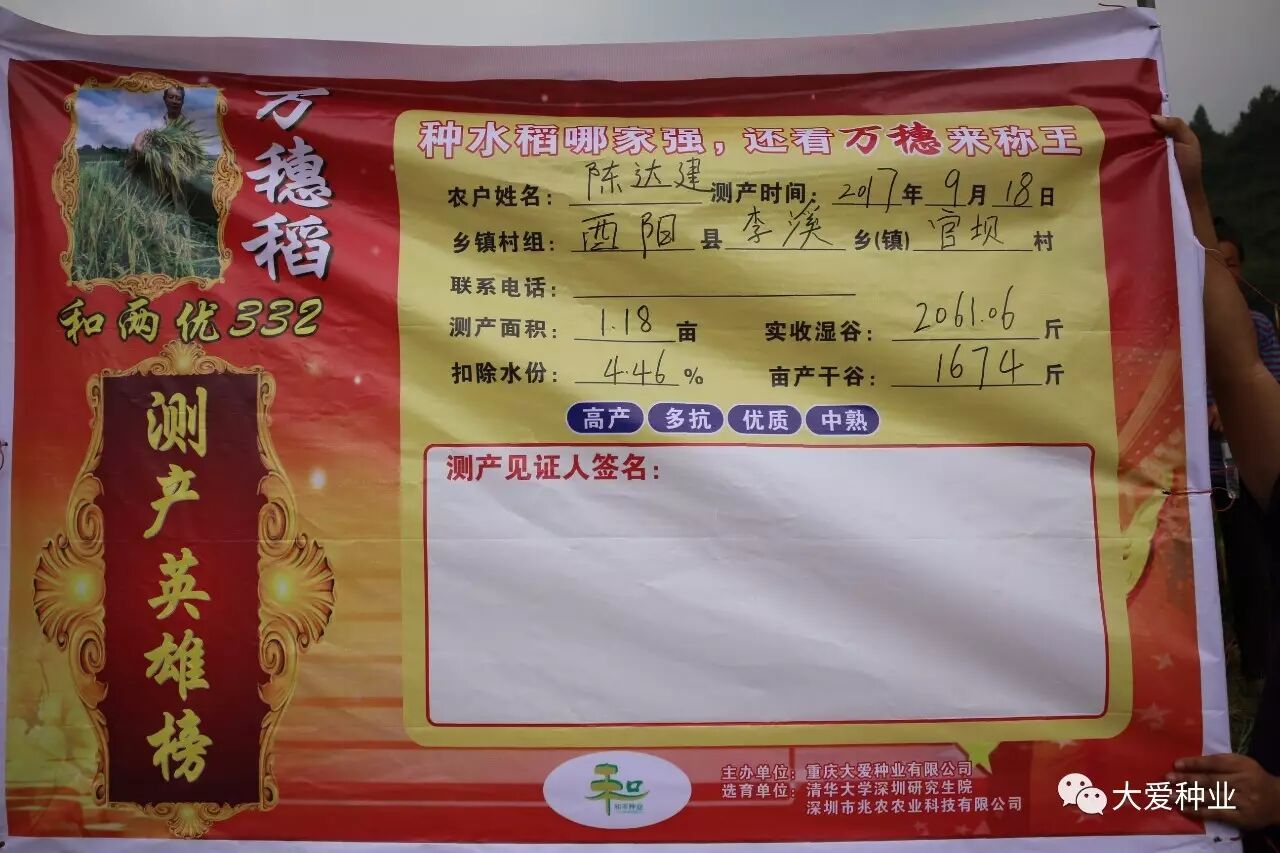 万穗稻
和两优332
测产英雄榜
种水稻哪家强，还看万穗来称王
农户姓名：陈达建 测产时间：2017年9月18日
乡镇村组：酉阳县李溪乡(镇)官坝村
联系电话：
测产面积：1.18亩 实收湿谷：2061.06斤
扣除水份：4.46% 亩产干谷：1674斤
高产 多抗 优质 中熟
测产见证人签名：
主办单位：重庆大爱种业有限公司
选育单位：清华大学深圳研究生院
深圳市兆农农业科技有限公司
大爱种业